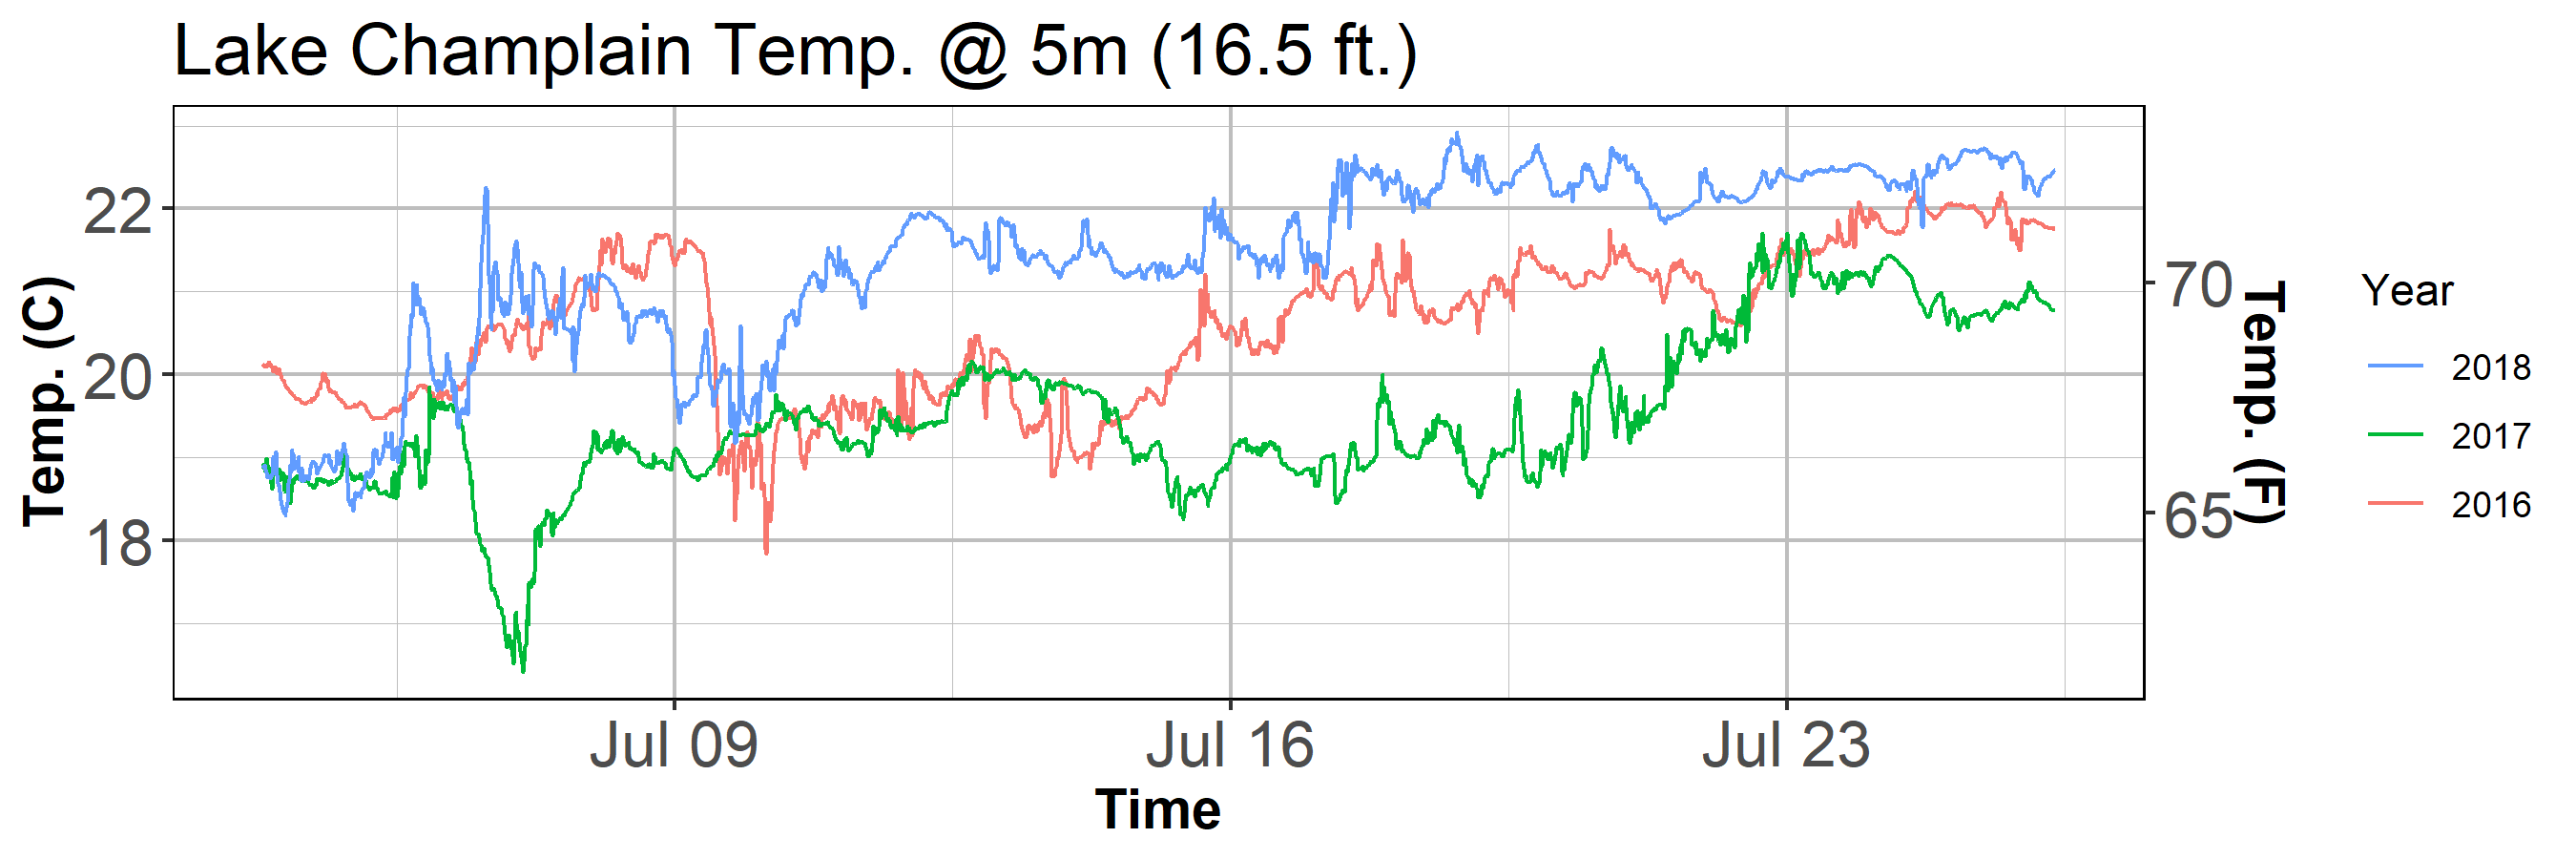 Lake Champlain Temp. @ 5m (16.5 ft.)
Temp. (C)
22
20
18
70
65
Temp. (F)
Year
2018
2017
2016
Jul 09
Jul 16
Jul 23
Time